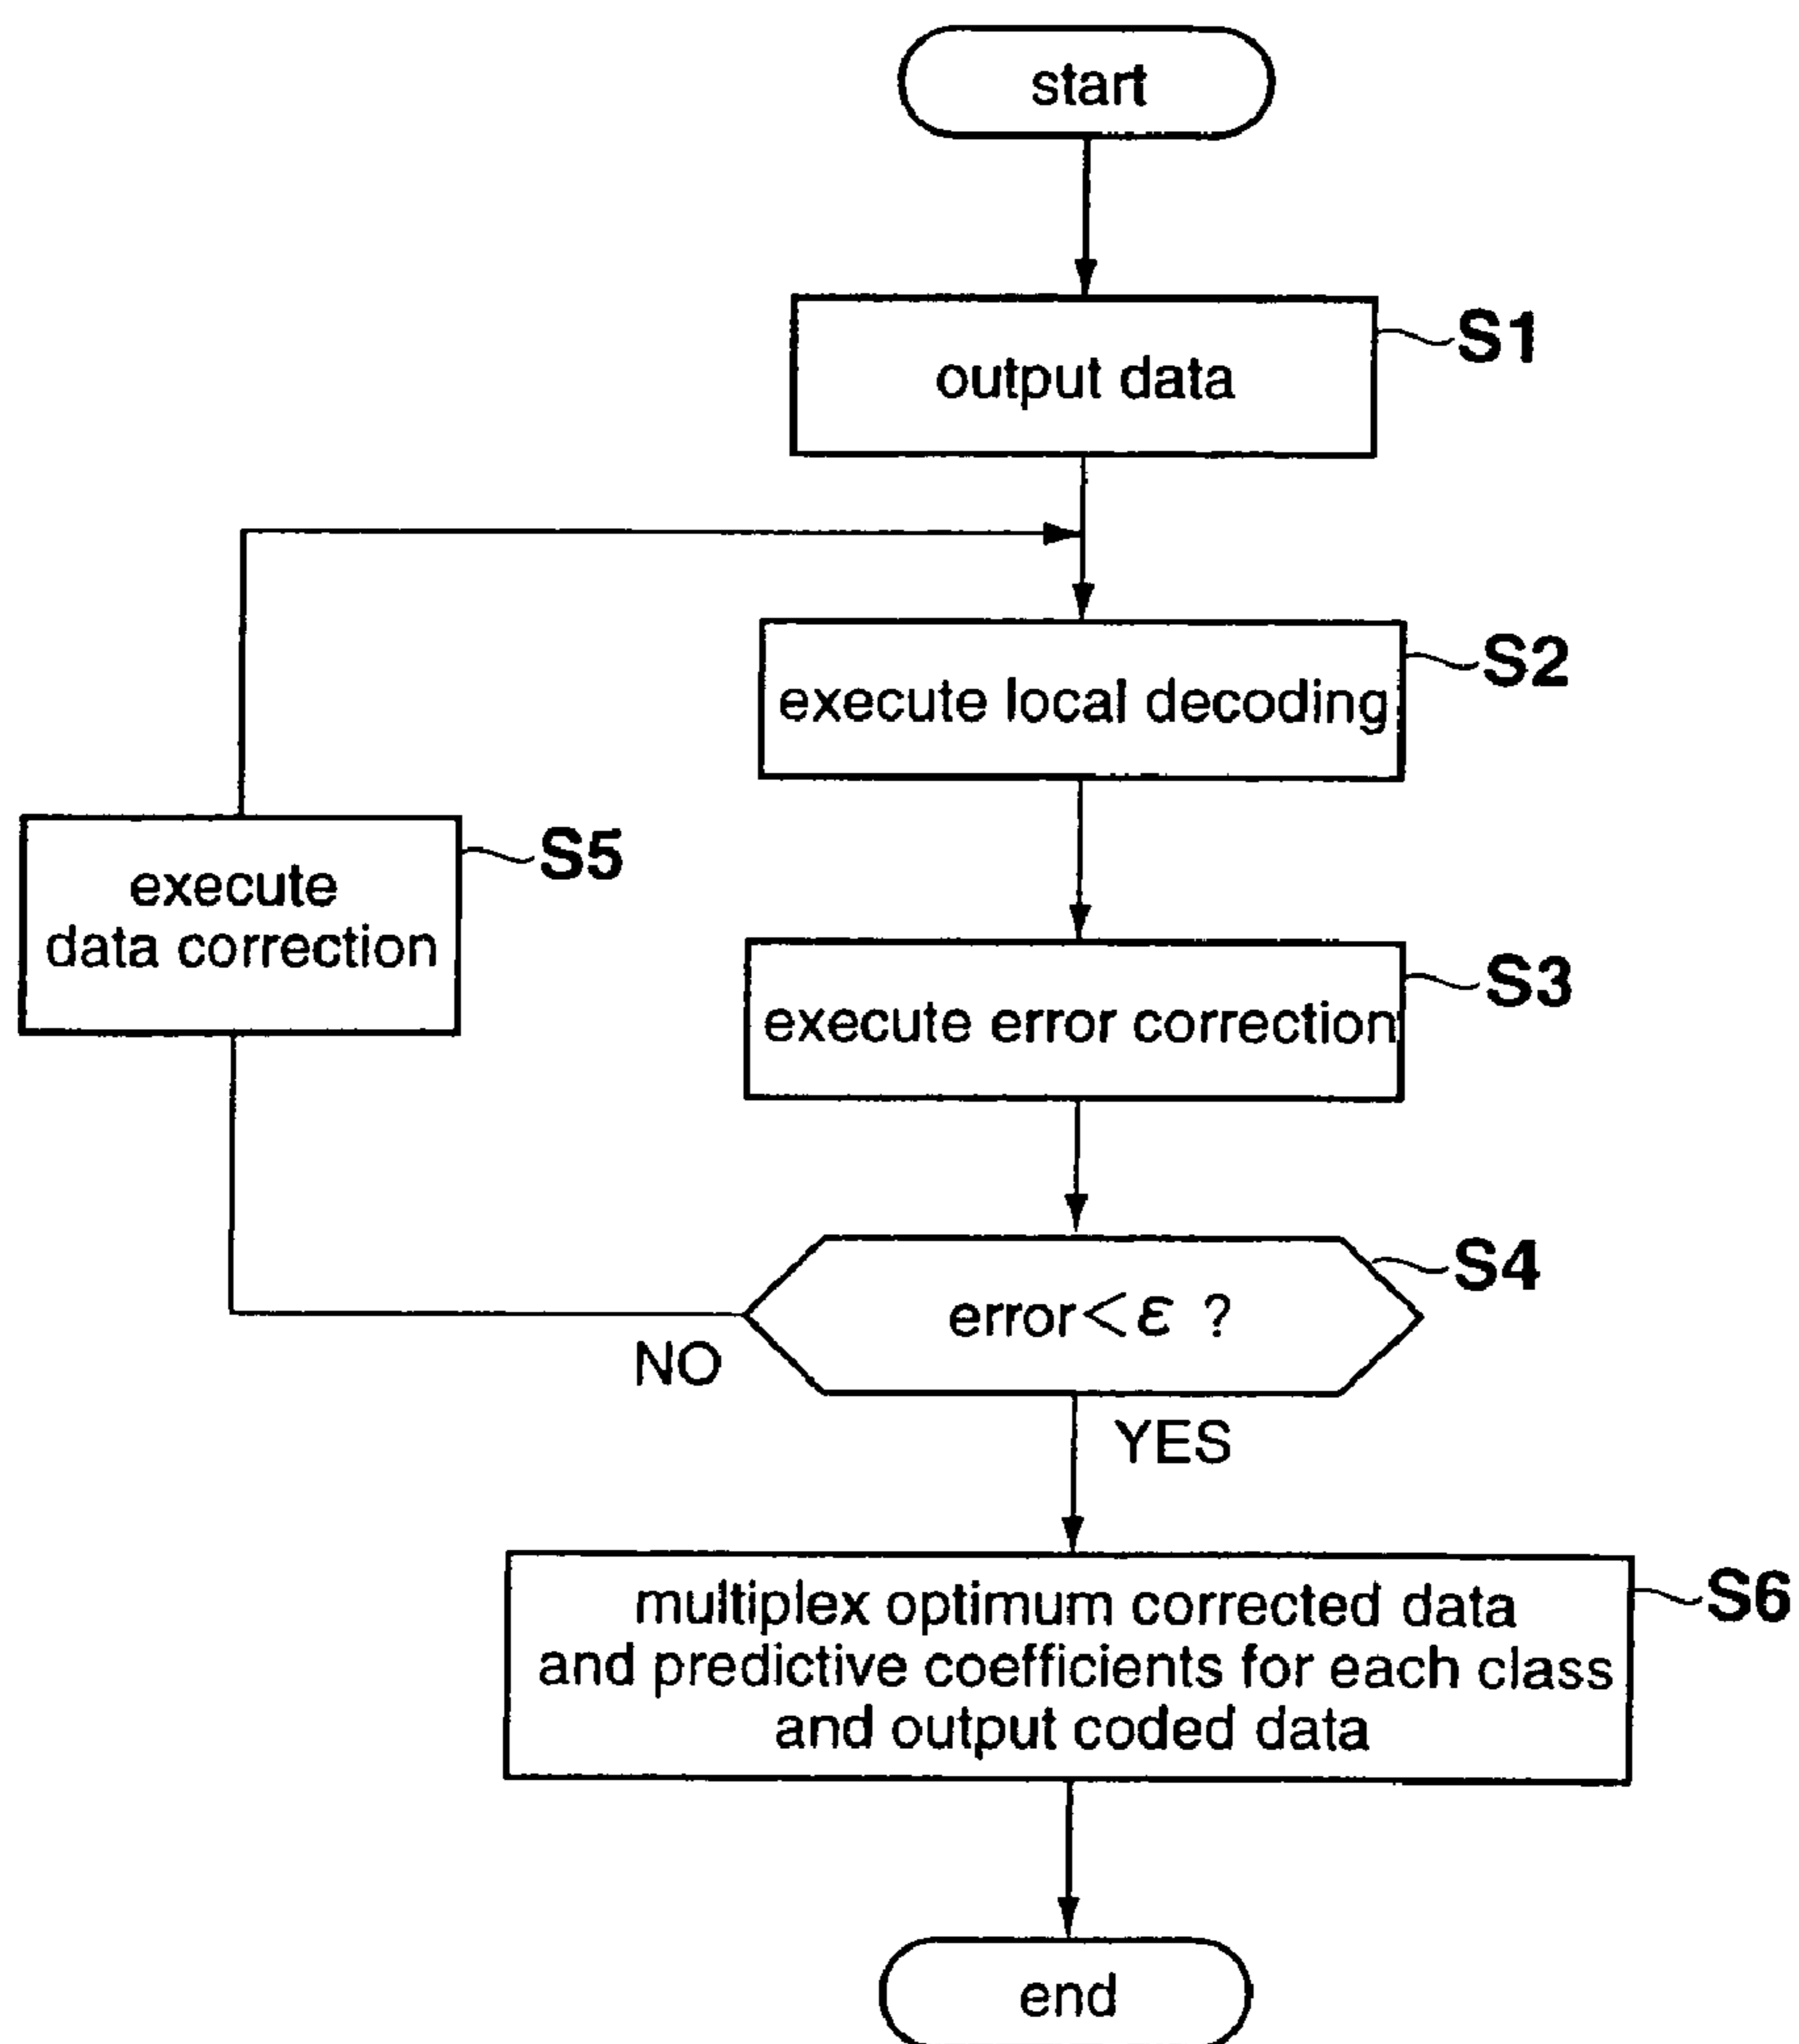 start
output data
S1
execute local decoding
S2
execute
data correction
S5
execute error correction
S3
error<ε ?
S4
NO
YES
multiplex optimum corrected data
and predictive coefficients for each class
and output coded data
S6
end